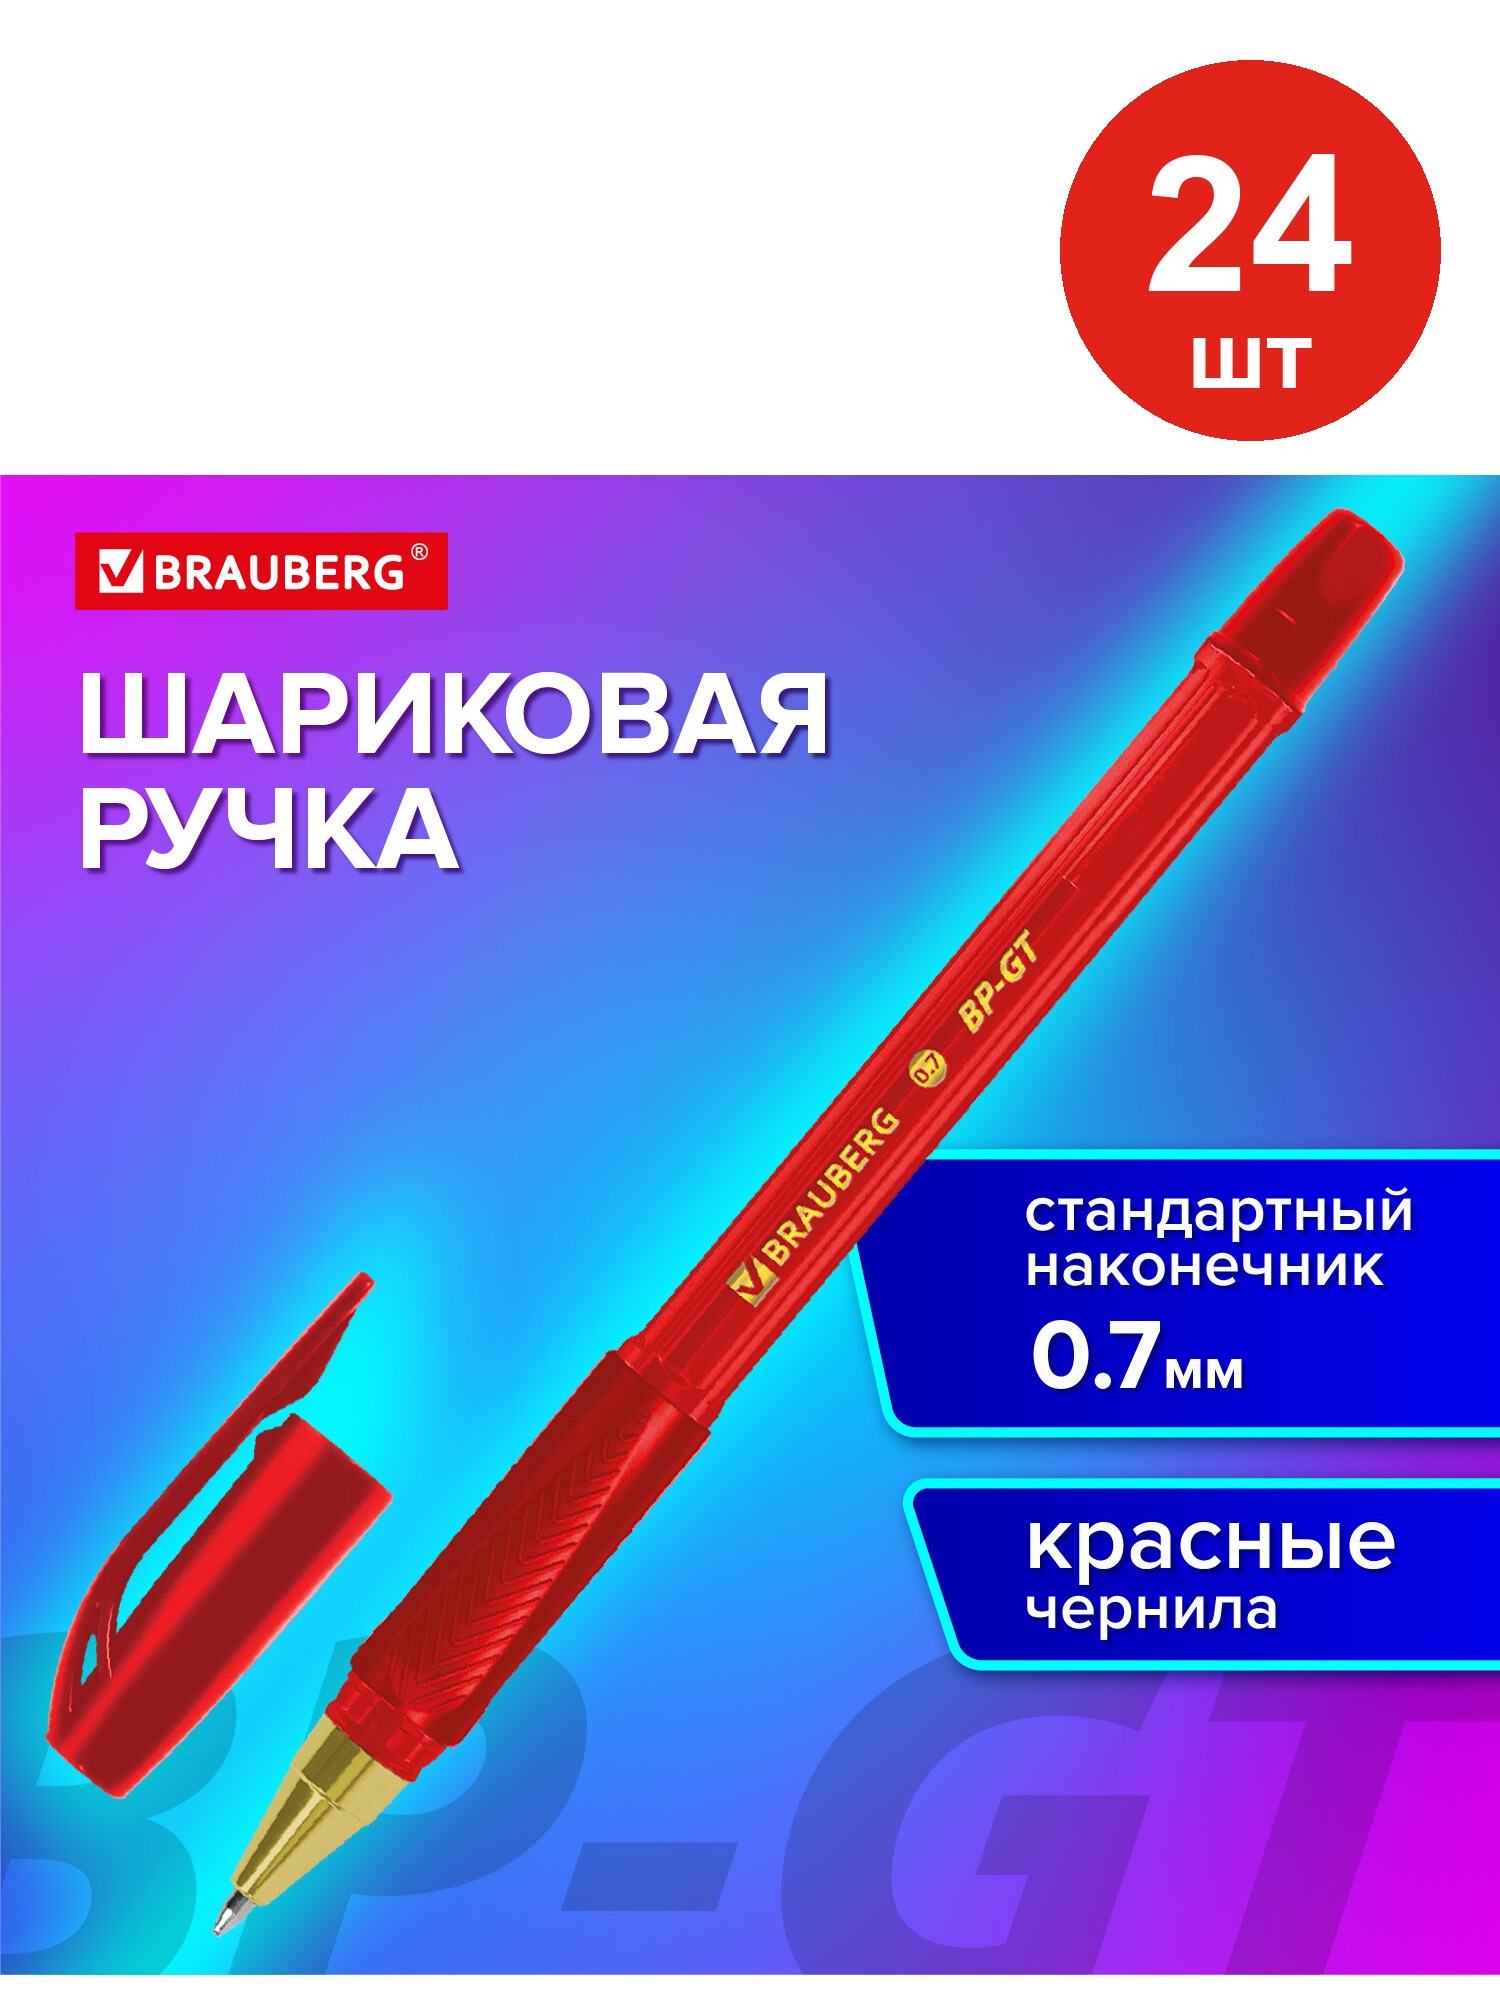 24
шт
BRAUBERG®
ШАРИКОВАЯ
РУЧКА
BP-GT
0.7
BRAUBERG
стандартный
наконечник
0.7мм
красные
чернила
BP-GT